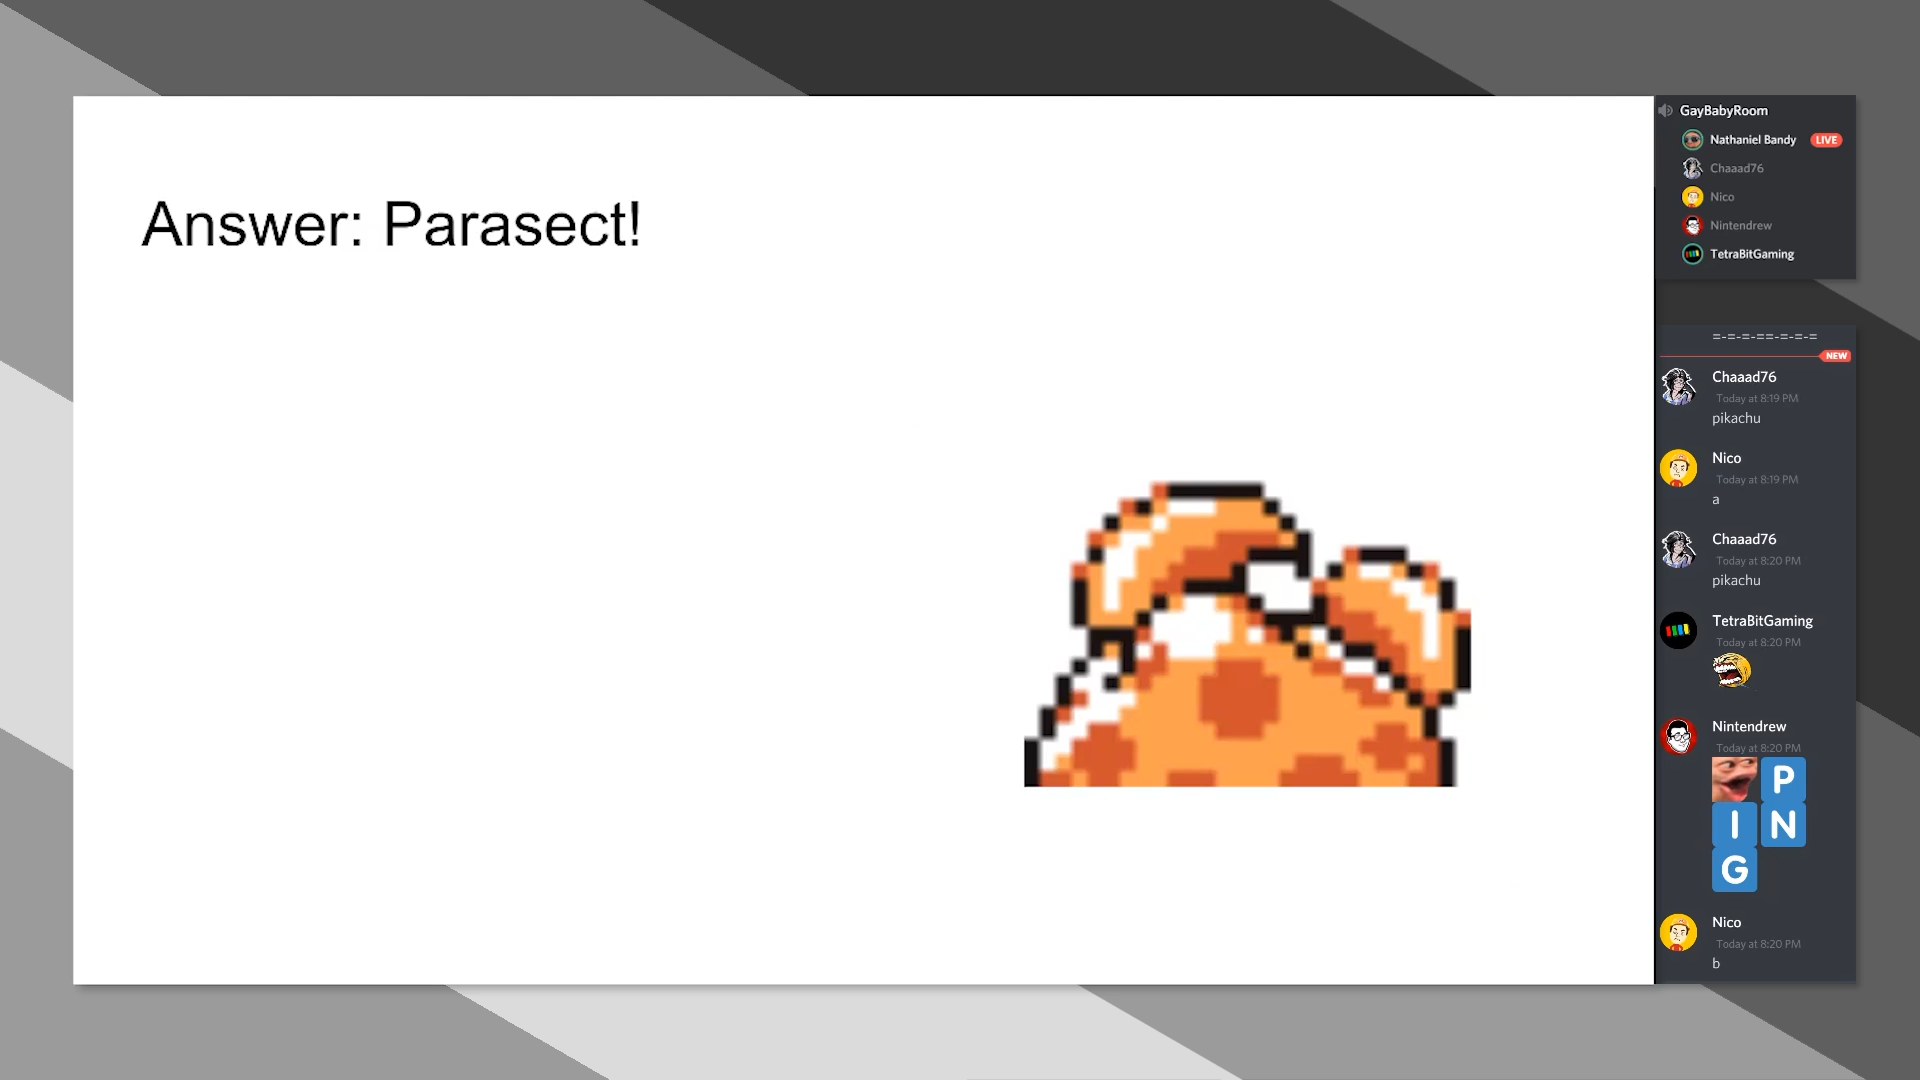 Answer: Parasect!
GayBabyRoom
Nathaniel Bandy LIVE
Chaaad76
Nico
Nintendrew
TetraBitGaming
=-=-=-==-=-=-=
NEW
Chaaad76
Today at 8:19 PM
pikachu
Nico
Today at 8:19 PM
a
Chaaad76
Today at 8:20 PM
pikachu
TetraBitGaming
Today at 8:20 PM
Nintendrew
Today at 8:20 PM
P
I N
G
Nico
Today at 8:20 PM
b